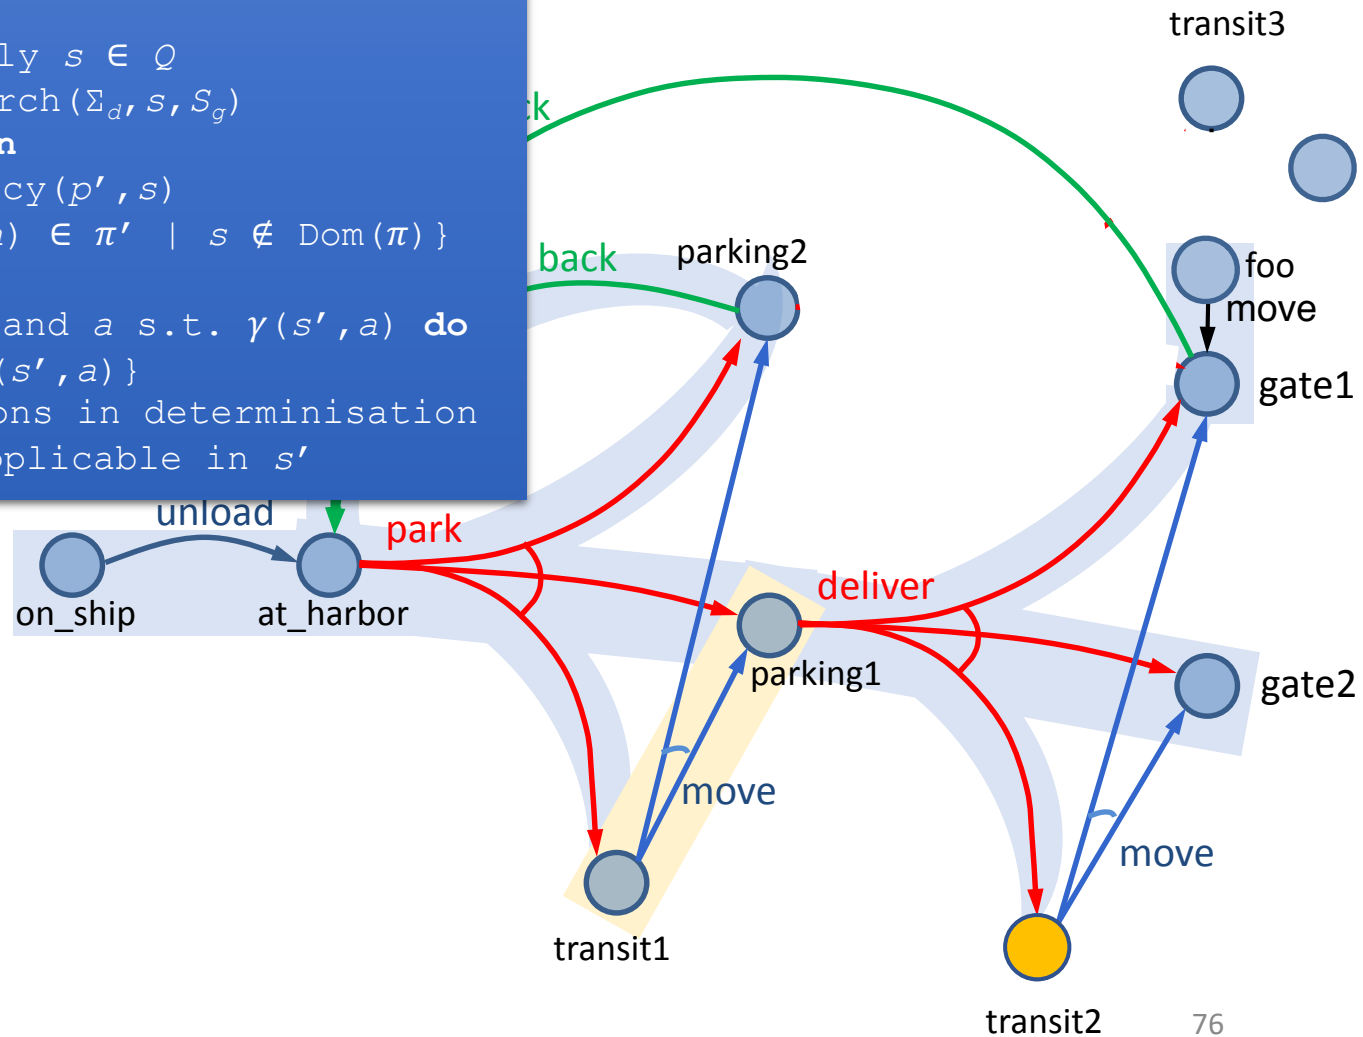 ly s ∈ Q
rch(Σd,s,Sg)
n
cy(p′,s)
) ∈ π′ | s ∉ Dom(π)}
and a s.t. γ(s′,a) do
(s′,a)}
ons in determinisation
plicable in s′
transit3
ck
back
parking2
foo
move
gate1
unload
park
on_ship
at_harbor
deliver
parking1
gate2
move
move
transit1
transit2
76